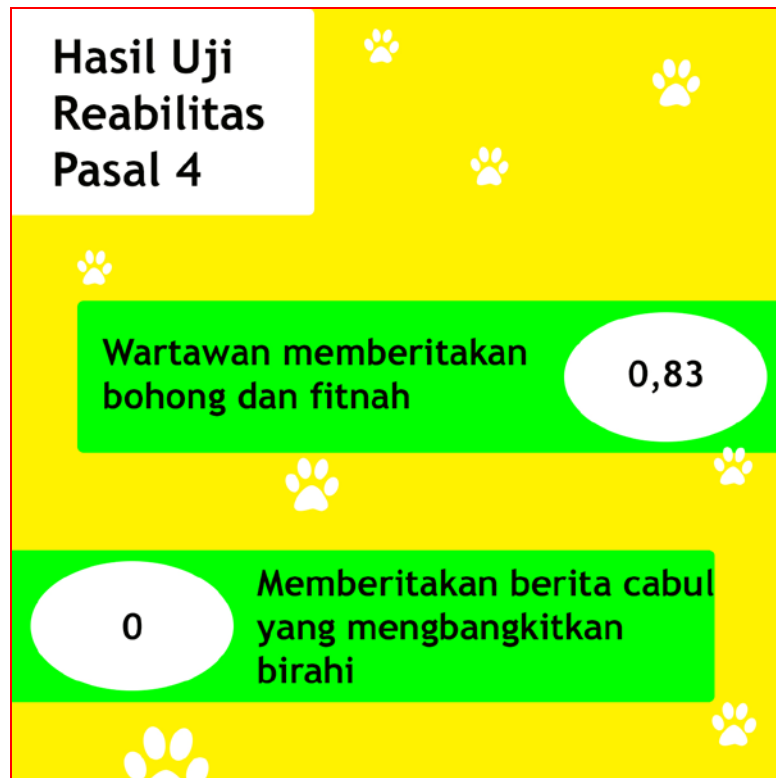 Hasil Uji
Reabilitas
Pasal 4
Wartawan memberitakan
bohong dan fitnah
0,83
0
Memberitakan berita cabul
yang mengbangkitkan
birahi